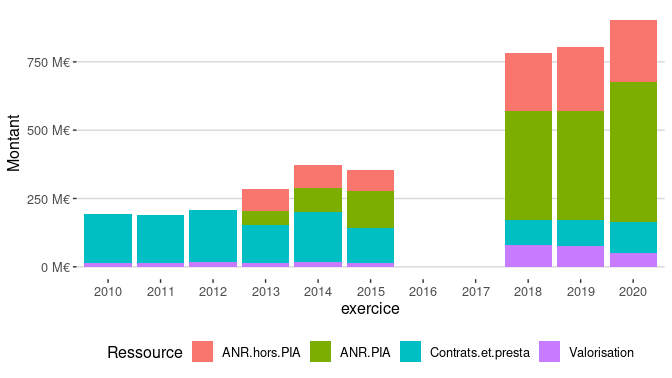 Montant
750 M€
500 M€
250 M€
0 M€
2010 2011 2012 2013 2014 2015 2016 2017 2018 2019 2020
exercice
Ressource ANR.hors.PIA ANR.PIA Contrats.et.presta Valorisation